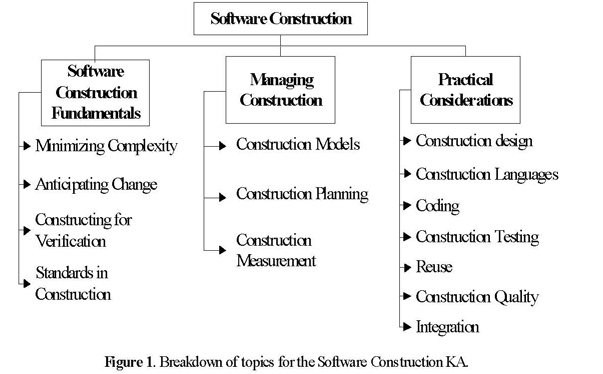 Software Construction
Software
Construction
Fundamentals
Minimizing Complexity
Anticipating Change
Constructing for
Verification
Standards in
Construction
Managing
Construction
Construction Models
Construction Planning
Construction
Measurement
Practical
Considerations
Construction design
Construction Languages
Coding
Construction Testing
Reuse
Construction Quality
Integration
Figure 1. Breakdown of topics for the Software Construction KA.